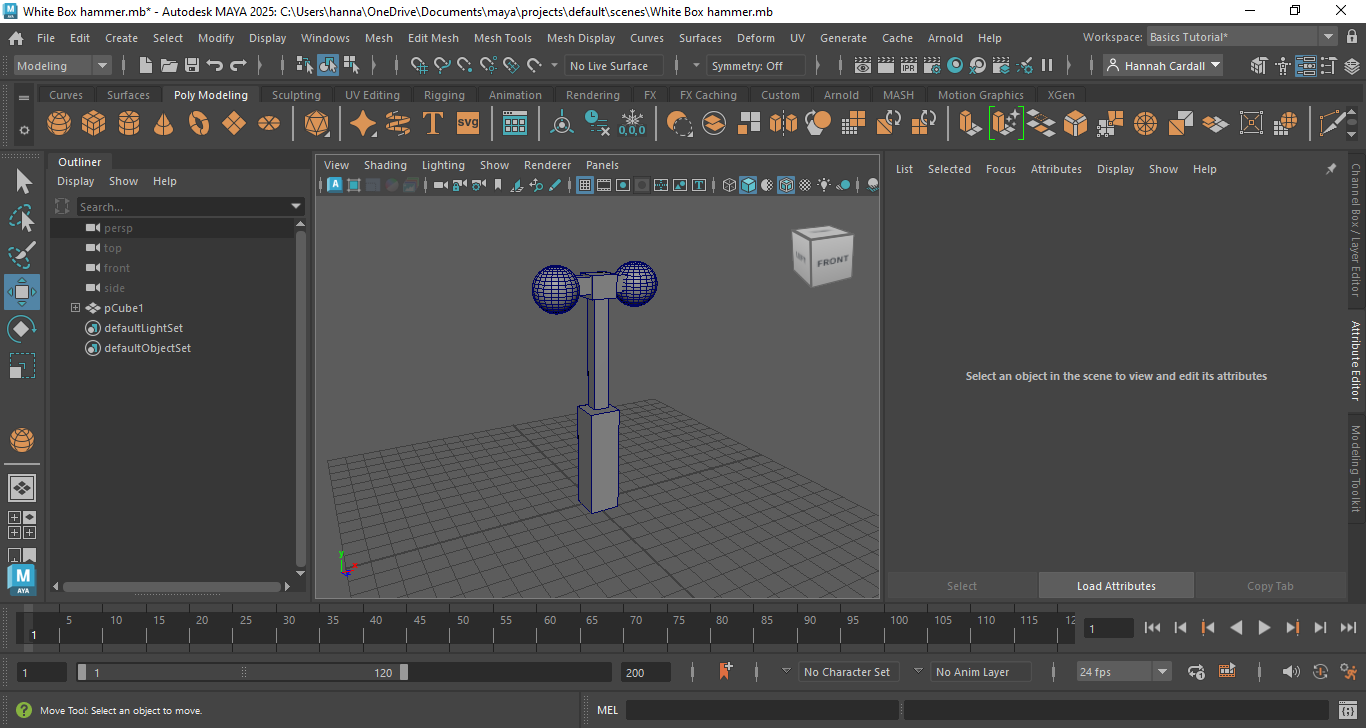 White Box hammer.mb* - Autodesk MAYA 2025: C:\Users\hanna\OneDrive\Documents\maya\projects\default\scenes\White Box hammer.mb
File Edit Create Select Modify Display Windows Mesh Edit Mesh Mesh Tools Mesh Display Curves Surfaces Deform UV Generate Cache Arnold Help Workspace: Basics Tutorial*
Modeling No Live Surface Symmetry: Off IPR Hannah Cardall
Curves Surfaces Poly Modeling Sculpting UV Editing Rigging Animation Rendering FX FX Caching Custom Arnold MASH Motion Graphics XGen
T SVG 0,0,0
Outliner
Display Show Help
Search...
persp
top
front
side
pCube1
defaultLightSet
defaultObjectSet
View Shading Lighting Show Renderer Panels
A T
LEFT FRONT
y
List Selected Focus Attributes Display Show Help
Select an object in the scene to view and edit its attributes
Select Load Attributes Copy Tab
Channel Box / Layer Editor
Attribute Editor
Modeling Toolkit
M
AYA
5 10 15 20 25 30 35 40 45 50 55 60 65 70 75 80 85 90 95 100 105 110 115 12
1 1
1 1 120 200 No Character Set No Anim Layer 24 fps
Move Tool: Select an object to move. MEL